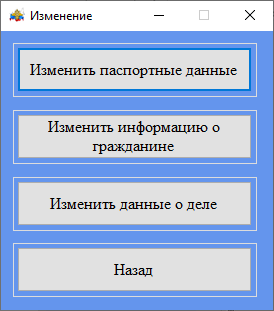 Изменение
Изменить паспортные данные
Изменить информацию о
гражданине
Изменить данные о деле
Назад